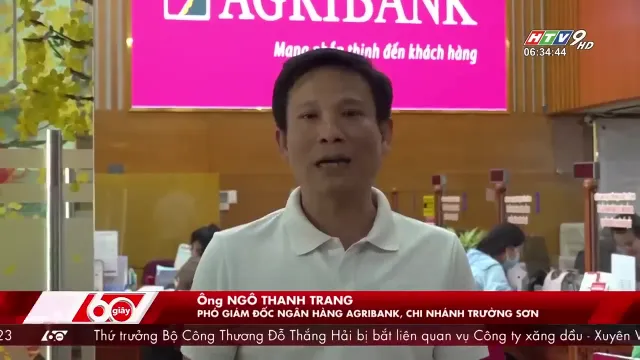 AGRIBANK
Mang phồn thịnh đến khách hàng
HTV9 HD
06:34:44
60 giây
Ông NGÔ THANH TRANG
PHÓ GIÁM ĐỐC NGÂN HÀNG AGRIBANK, CHI NHÁNH TRƯỜNG SƠN
23 60 Thứ trưởng Bộ Công Thương Đỗ Thắng Hải bị bắt liên quan vụ Công ty xăng dầu - Xuyên V